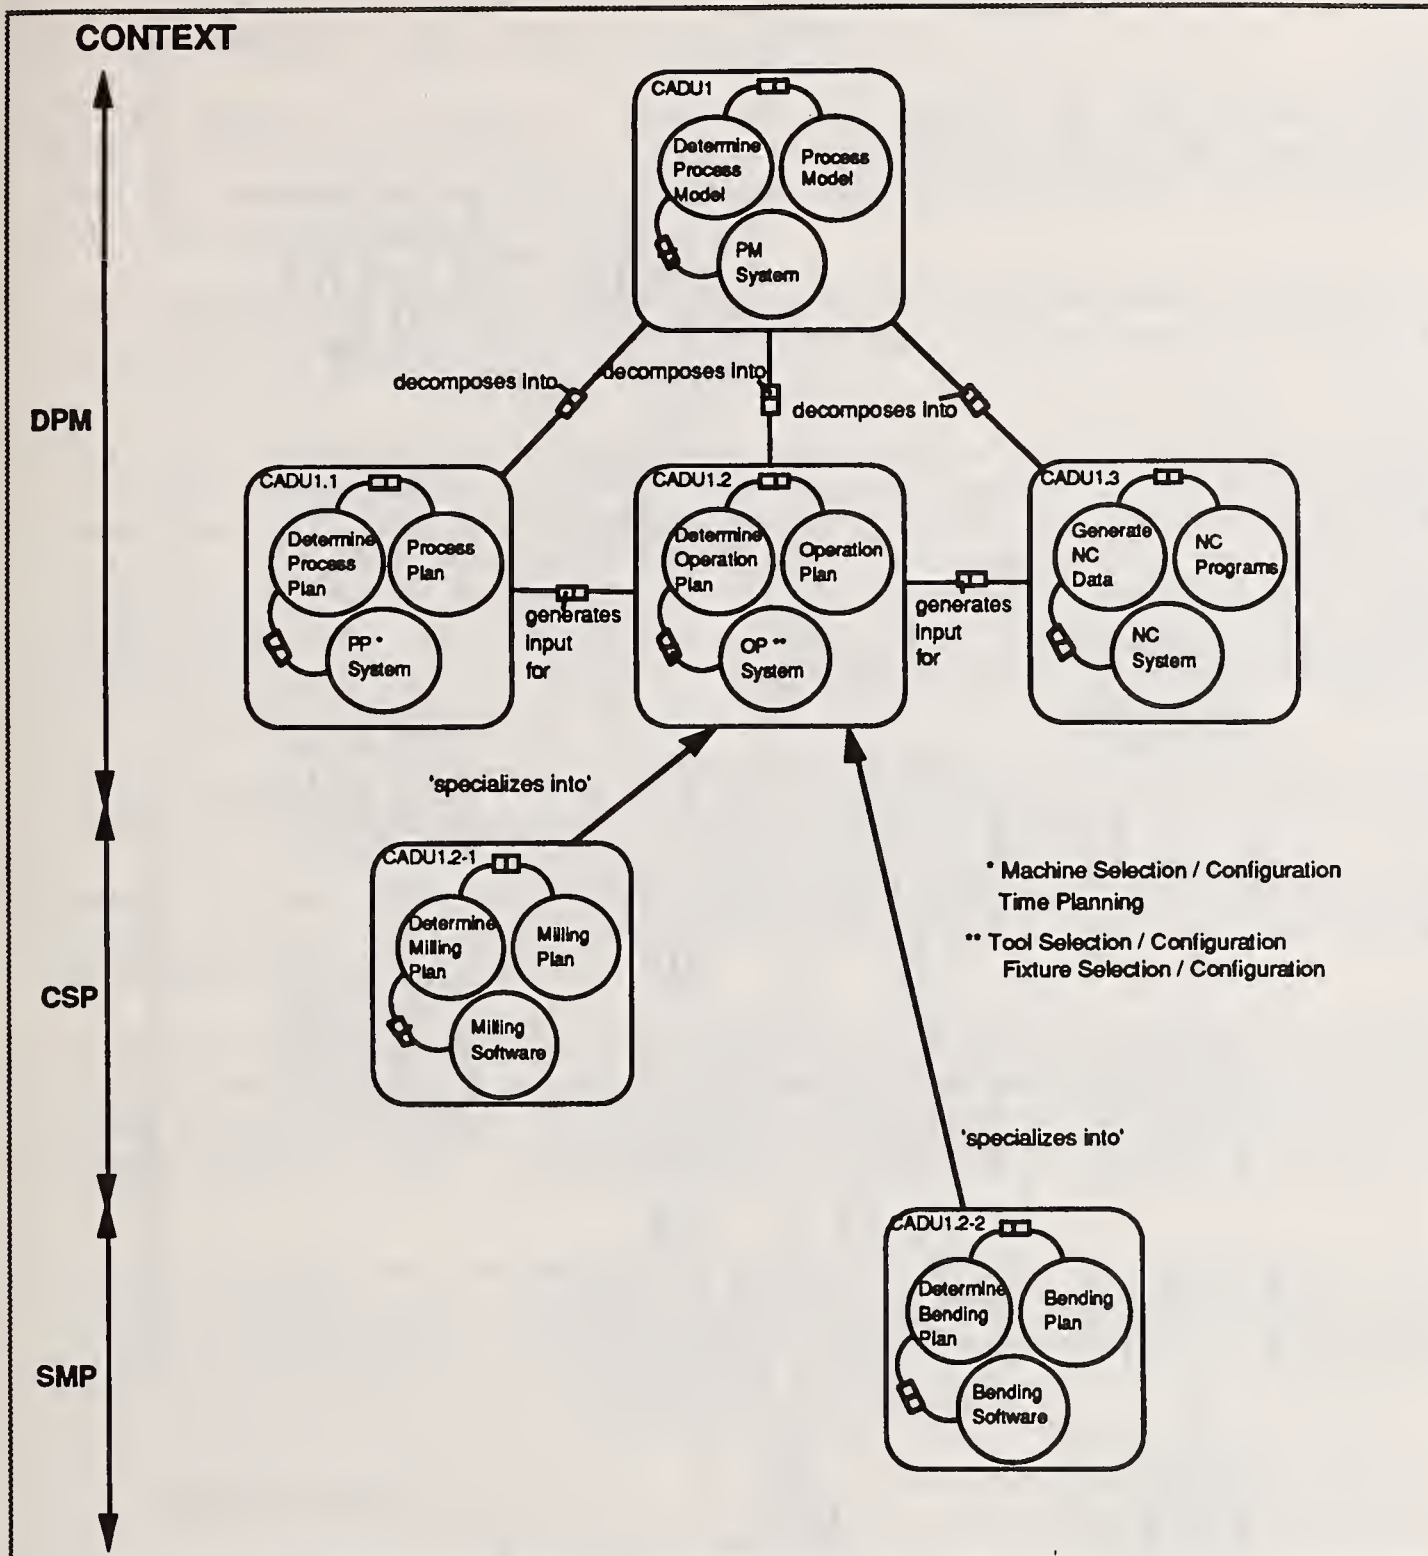 CONTEXT
CADU1
Determine
Process
Model
Process
Model
PM
System
decomposes into
decomposes into
decomposes into
DPM
CADU1.1
Determine
Process
Plan
Process
Plan
PP *
System
generates
input
for
CADU1.2
Determine
Operation
Plan
Operation
Plan
OP **
System
generates
input
for
CADU1.3
Generate
NC
Data
NC
Programs
NC
System
'specializes into'
CADU1.2-1
Determine
Milling
Plan
Milling
Plan
Milling
Software
* Machine Selection / Configuration
Time Planning
** Tool Selection / Configuration
Fixture Selection / Configuration
CSP
'specializes into'
CADU1.2-2
Determine
Bending
Plan
Bending
Plan
Bending
Software
SMP